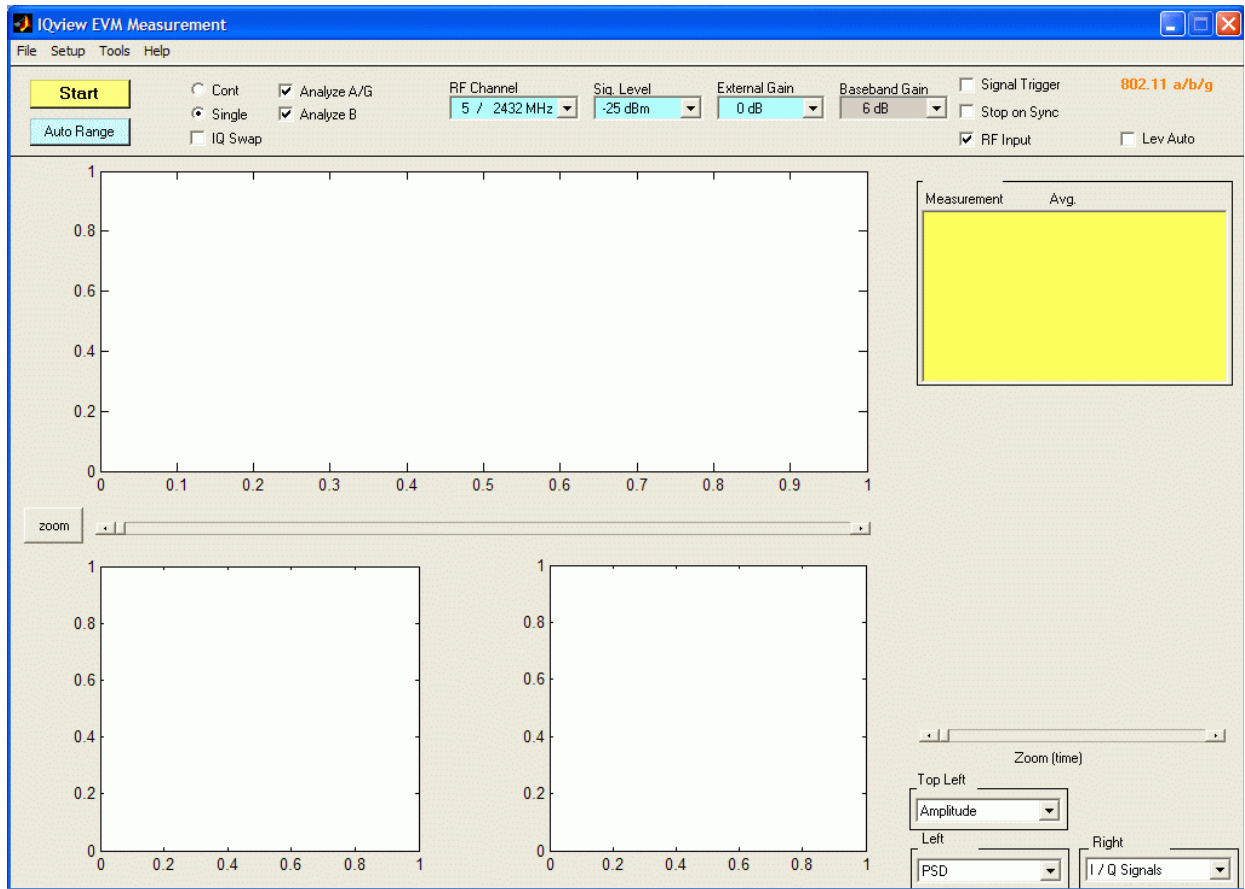 IQview EVM Measurement
File Setup Tools Help
Start
Auto Range
Cont
Single
IQ Swap
Analyze A/G
Analyze B
RF Channel
5 / 2432 MHz
Sig. Level
-25 dBm
External Gain
0 dB
Baseband Gain
6 dB
Signal Trigger
Stop on Sync
RF Input
802.11 a/b/g
Lev Auto
1
0.8
0.6
0.4
0.2
0
0 0.1 0.2 0.3 0.4 0.5 0.6 0.7 0.8 0.9 1
Measurement Avg.
zoom
1
0.8
0.6
0.4
0.2
0
0 0.2 0.4 0.6 0.8 1
1
0.8
0.6
0.4
0.2
0
0 0.2 0.4 0.6 0.8 1
Zoom (time)
Top Left
Amplitude
Left
PSD
Right
I / Q Signals